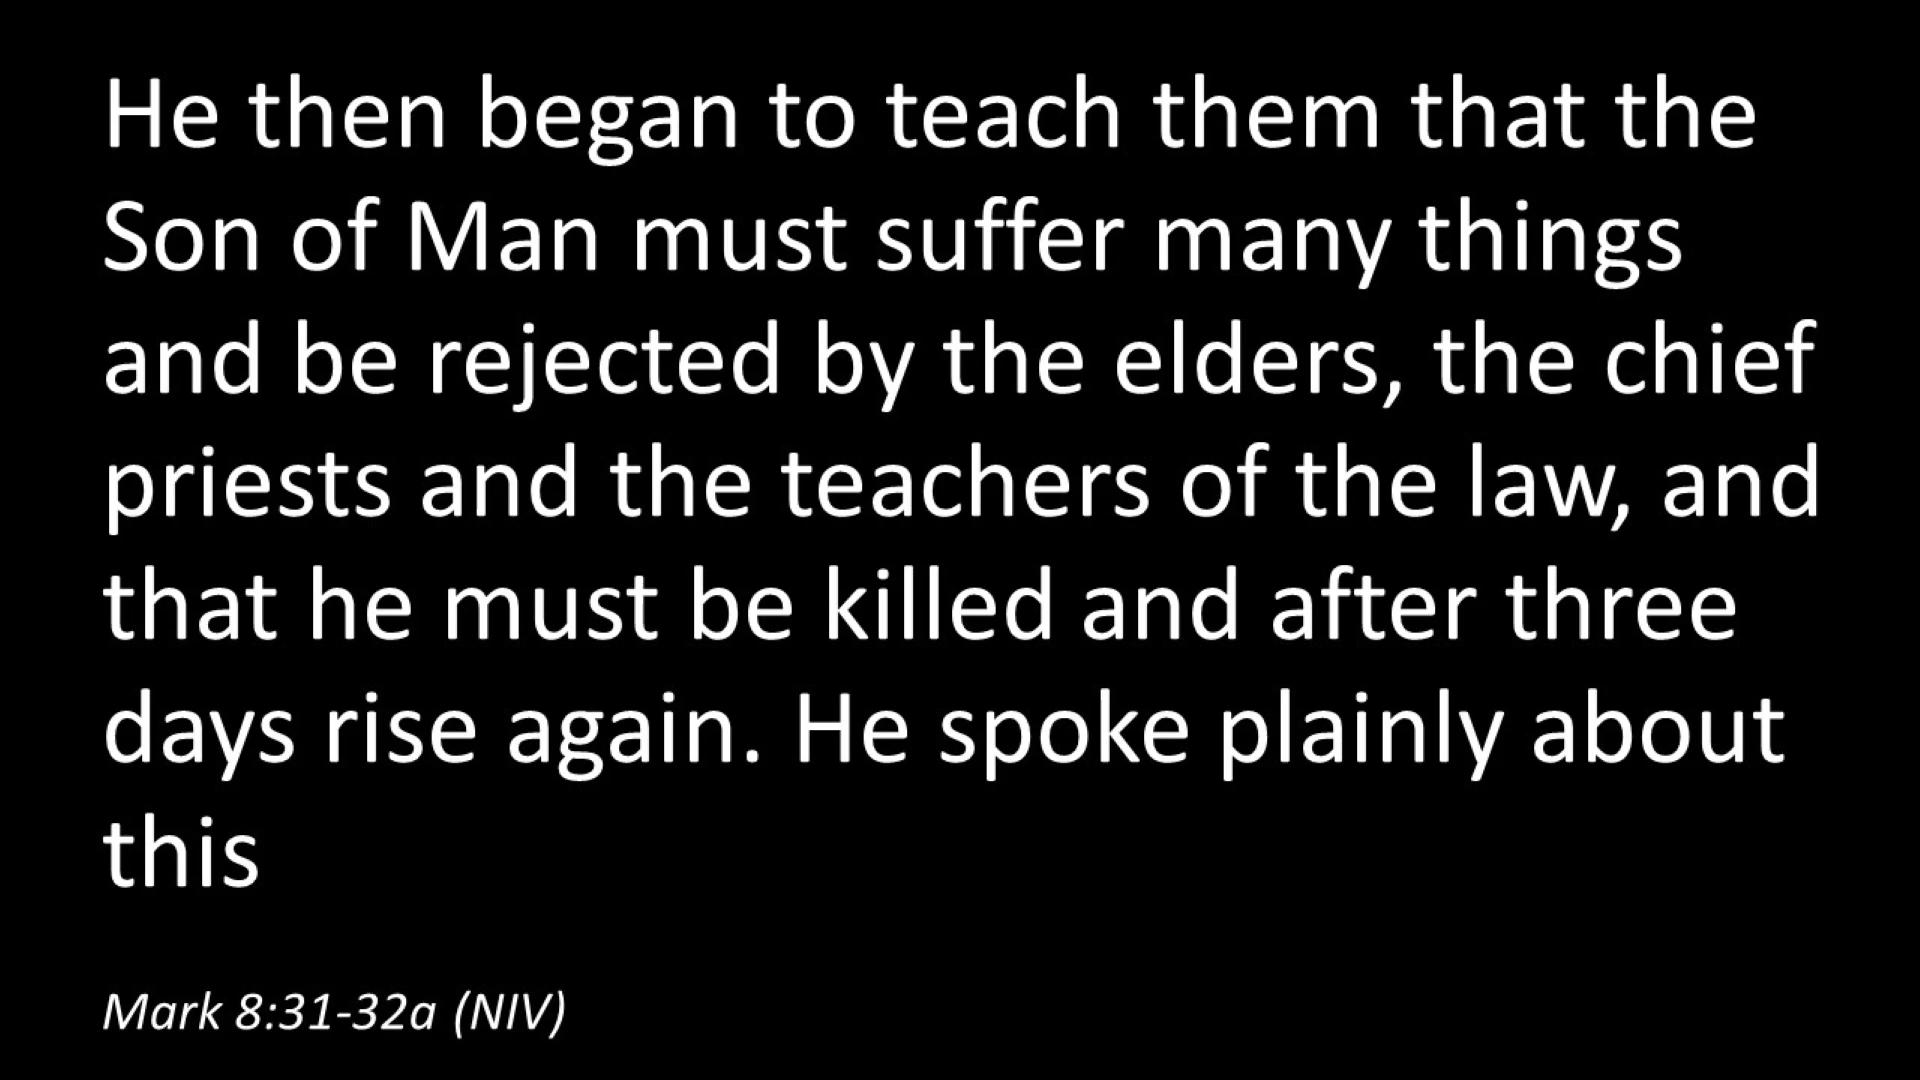 He then began to teach them that the
Son of Man must suffer many things
and be rejected by the elders, the chief
priests and the teachers of the law, and
that he must be killed and after three
days rise again. He spoke plainly about
this
Mark 8:31-32a (NIV)